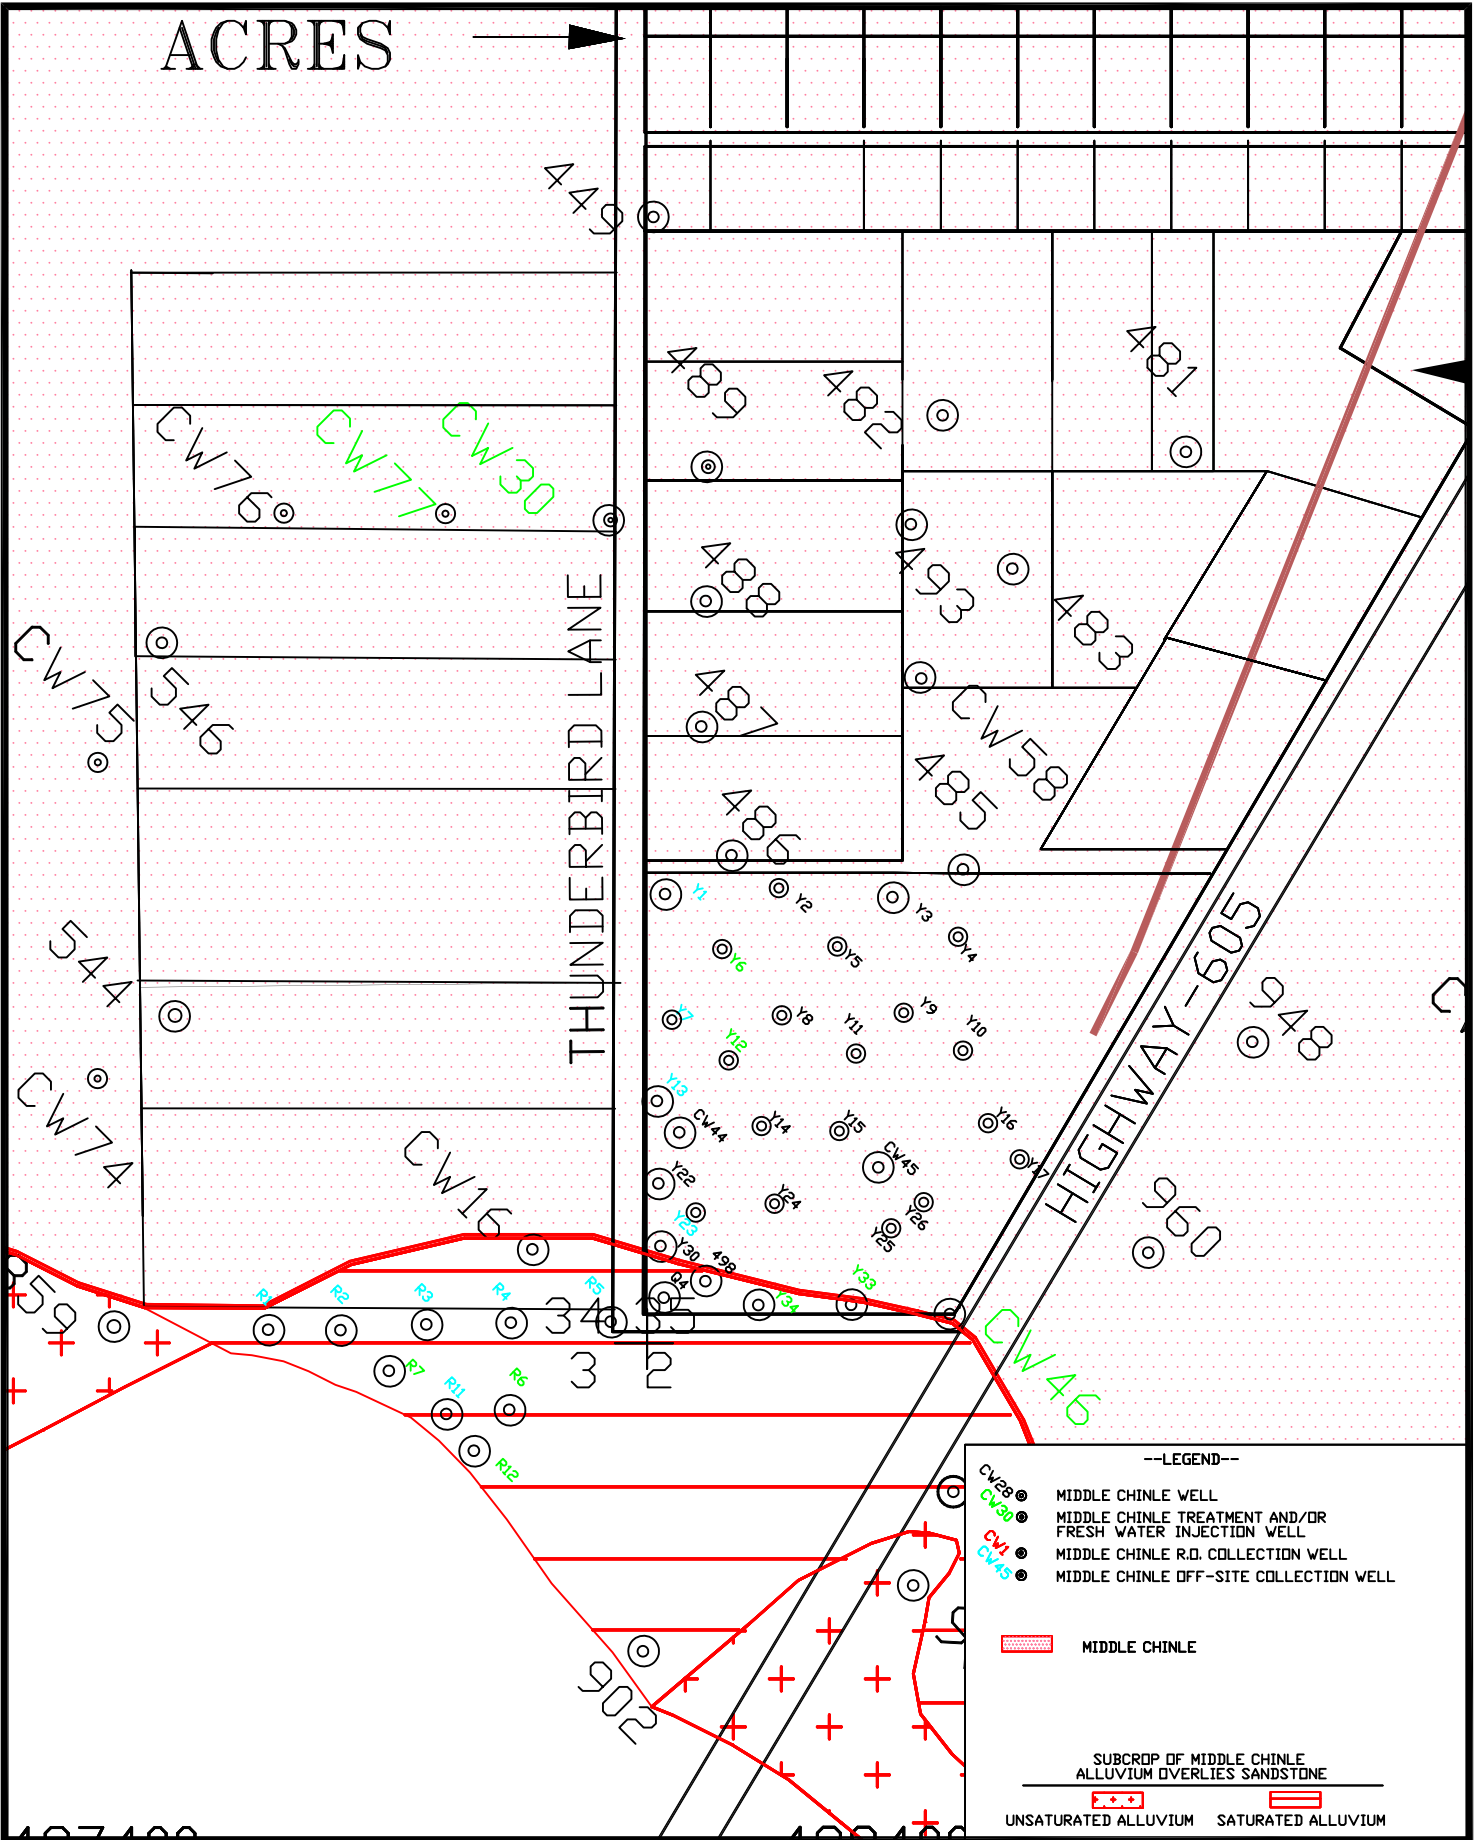 ACRES
449
489
482
481
CW76
CW77
CW30
488
493
483
CW75
546
487
CW58
485
486
THUNDERBIRD LANE
Y1
Y2
Y3
Y4
Y5
Y6
544
HIGHWAY-605
948
Y7
Y8
Y9
Y10
Y11
Y12
CW74
Y13
CW44
Y14
Y15
Y16
Y17
CW16
CW45
960
Y22
Y23
Y24
Y25
Y26
Y30
498
859
Q4
Y34
Y33
R1
R2
R3
R4
R5
34 35
3 2
CW46
R7
R11
R6
R12
902
--LEGEND--
CW28 MIDDLE CHINLE WELL
CW30 MIDDLE CHINLE TREATMENT AND/OR
FRESH WATER INJECTION WELL
CW1 MIDDLE CHINLE R.O. COLLECTION WELL
CW45 MIDDLE CHINLE OFF-SITE COLLECTION WELL
MIDDLE CHINLE
SUBCROP OF MIDDLE CHINLE
ALLUVIUM OVERLIES SANDSTONE
UNSATURATED ALLUVIUM SATURATED ALLUVIUM